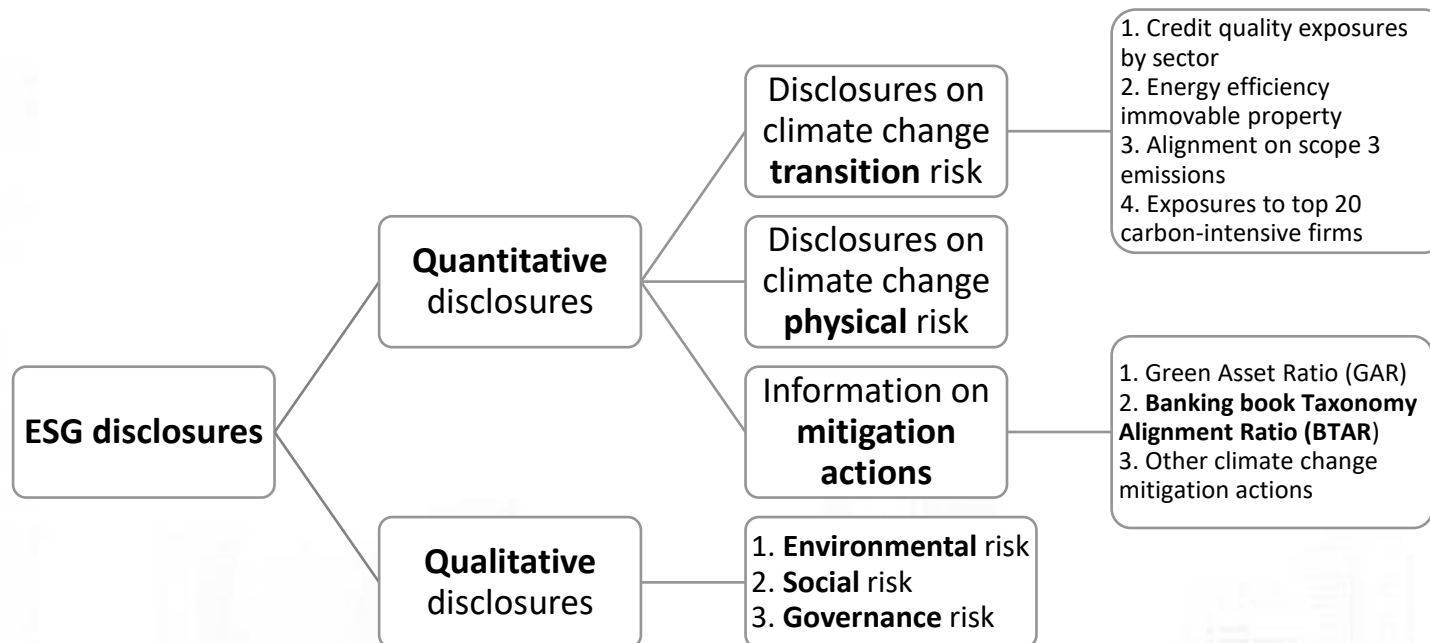 ESG disclosures
Quantitative
disclosures
Disclosures on
climate change
transition risk
1. Credit quality exposures
by sector
2. Energy efficiency
immovable property
3. Alignment on scope 3
emissions
4. Exposures to top 20
carbon-intensive firms
Disclosures on
climate change
physical risk
Information on
mitigation
actions
1. Green Asset Ratio (GAR)
2. Banking book Taxonomy
Alignment Ratio (BTAR)
3. Other climate change
mitigation actions
Qualitative
disclosures
1. Environmental risk
2. Social risk
3. Governance risk